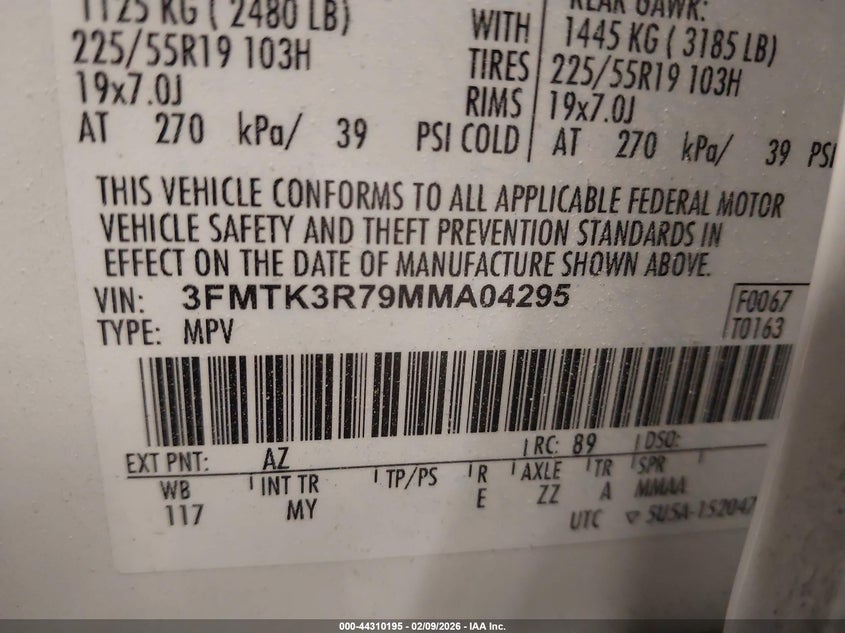 1125 KG ( 2480 LB)
225/55R19 103H
19x7.0J
AT 270 kPa/ 39 PSI COLD
WITH
TIRES
RIMS
REAR GAWR:
1445 KG ( 3185 LB)
225/55R19 103H
19x7.0J
AT 270 kPa/ 39 PSI
THIS VEHICLE CONFORMS TO ALL APPLICABLE FEDERAL MOTOR
VEHICLE SAFETY AND THEFT PREVENTION STANDARDS IN
EFFECT ON THE DATE OF MANUFACTURE SHOWN ABOVE.
VIN: 3FMTK3R79MMA04295
F0067
TYPE: MPV
T0163
EXT PNT: AZ RC: 89 DSO:
WB INT TR TP/PS R AXLE TR SPR
117 MY E ZZ A MMAA
UTC ▽ SUSA-152047
000-44310195 - 02/09/2026 - IAA Inc.